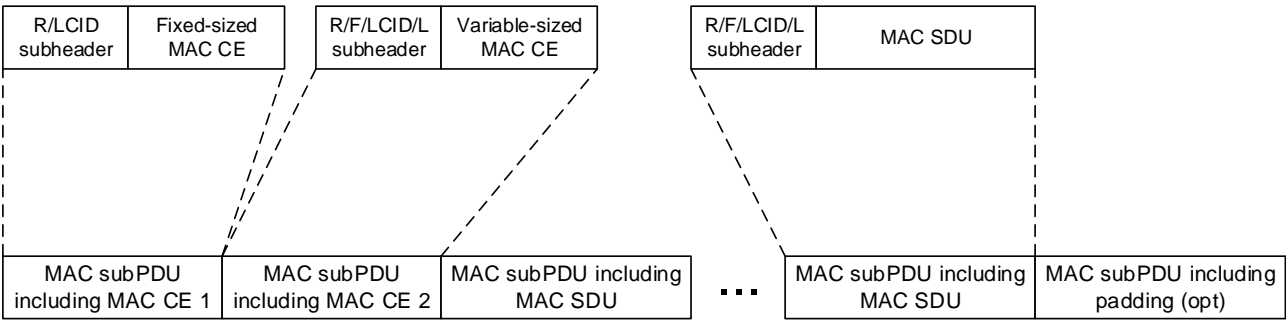 R/LCID
subheader
Fixed-sized
MAC CE
R/F/LCID/L
subheader
Variable-sized
MAC CE
R/F/LCID/L
subheader
MAC SDU
MAC subPDU
including MAC CE 1
MAC subPDU
including MAC CE 2
MAC subPDU including
MAC SDU
...
MAC subPDU including
MAC SDU
MAC subPDU including
padding (opt)